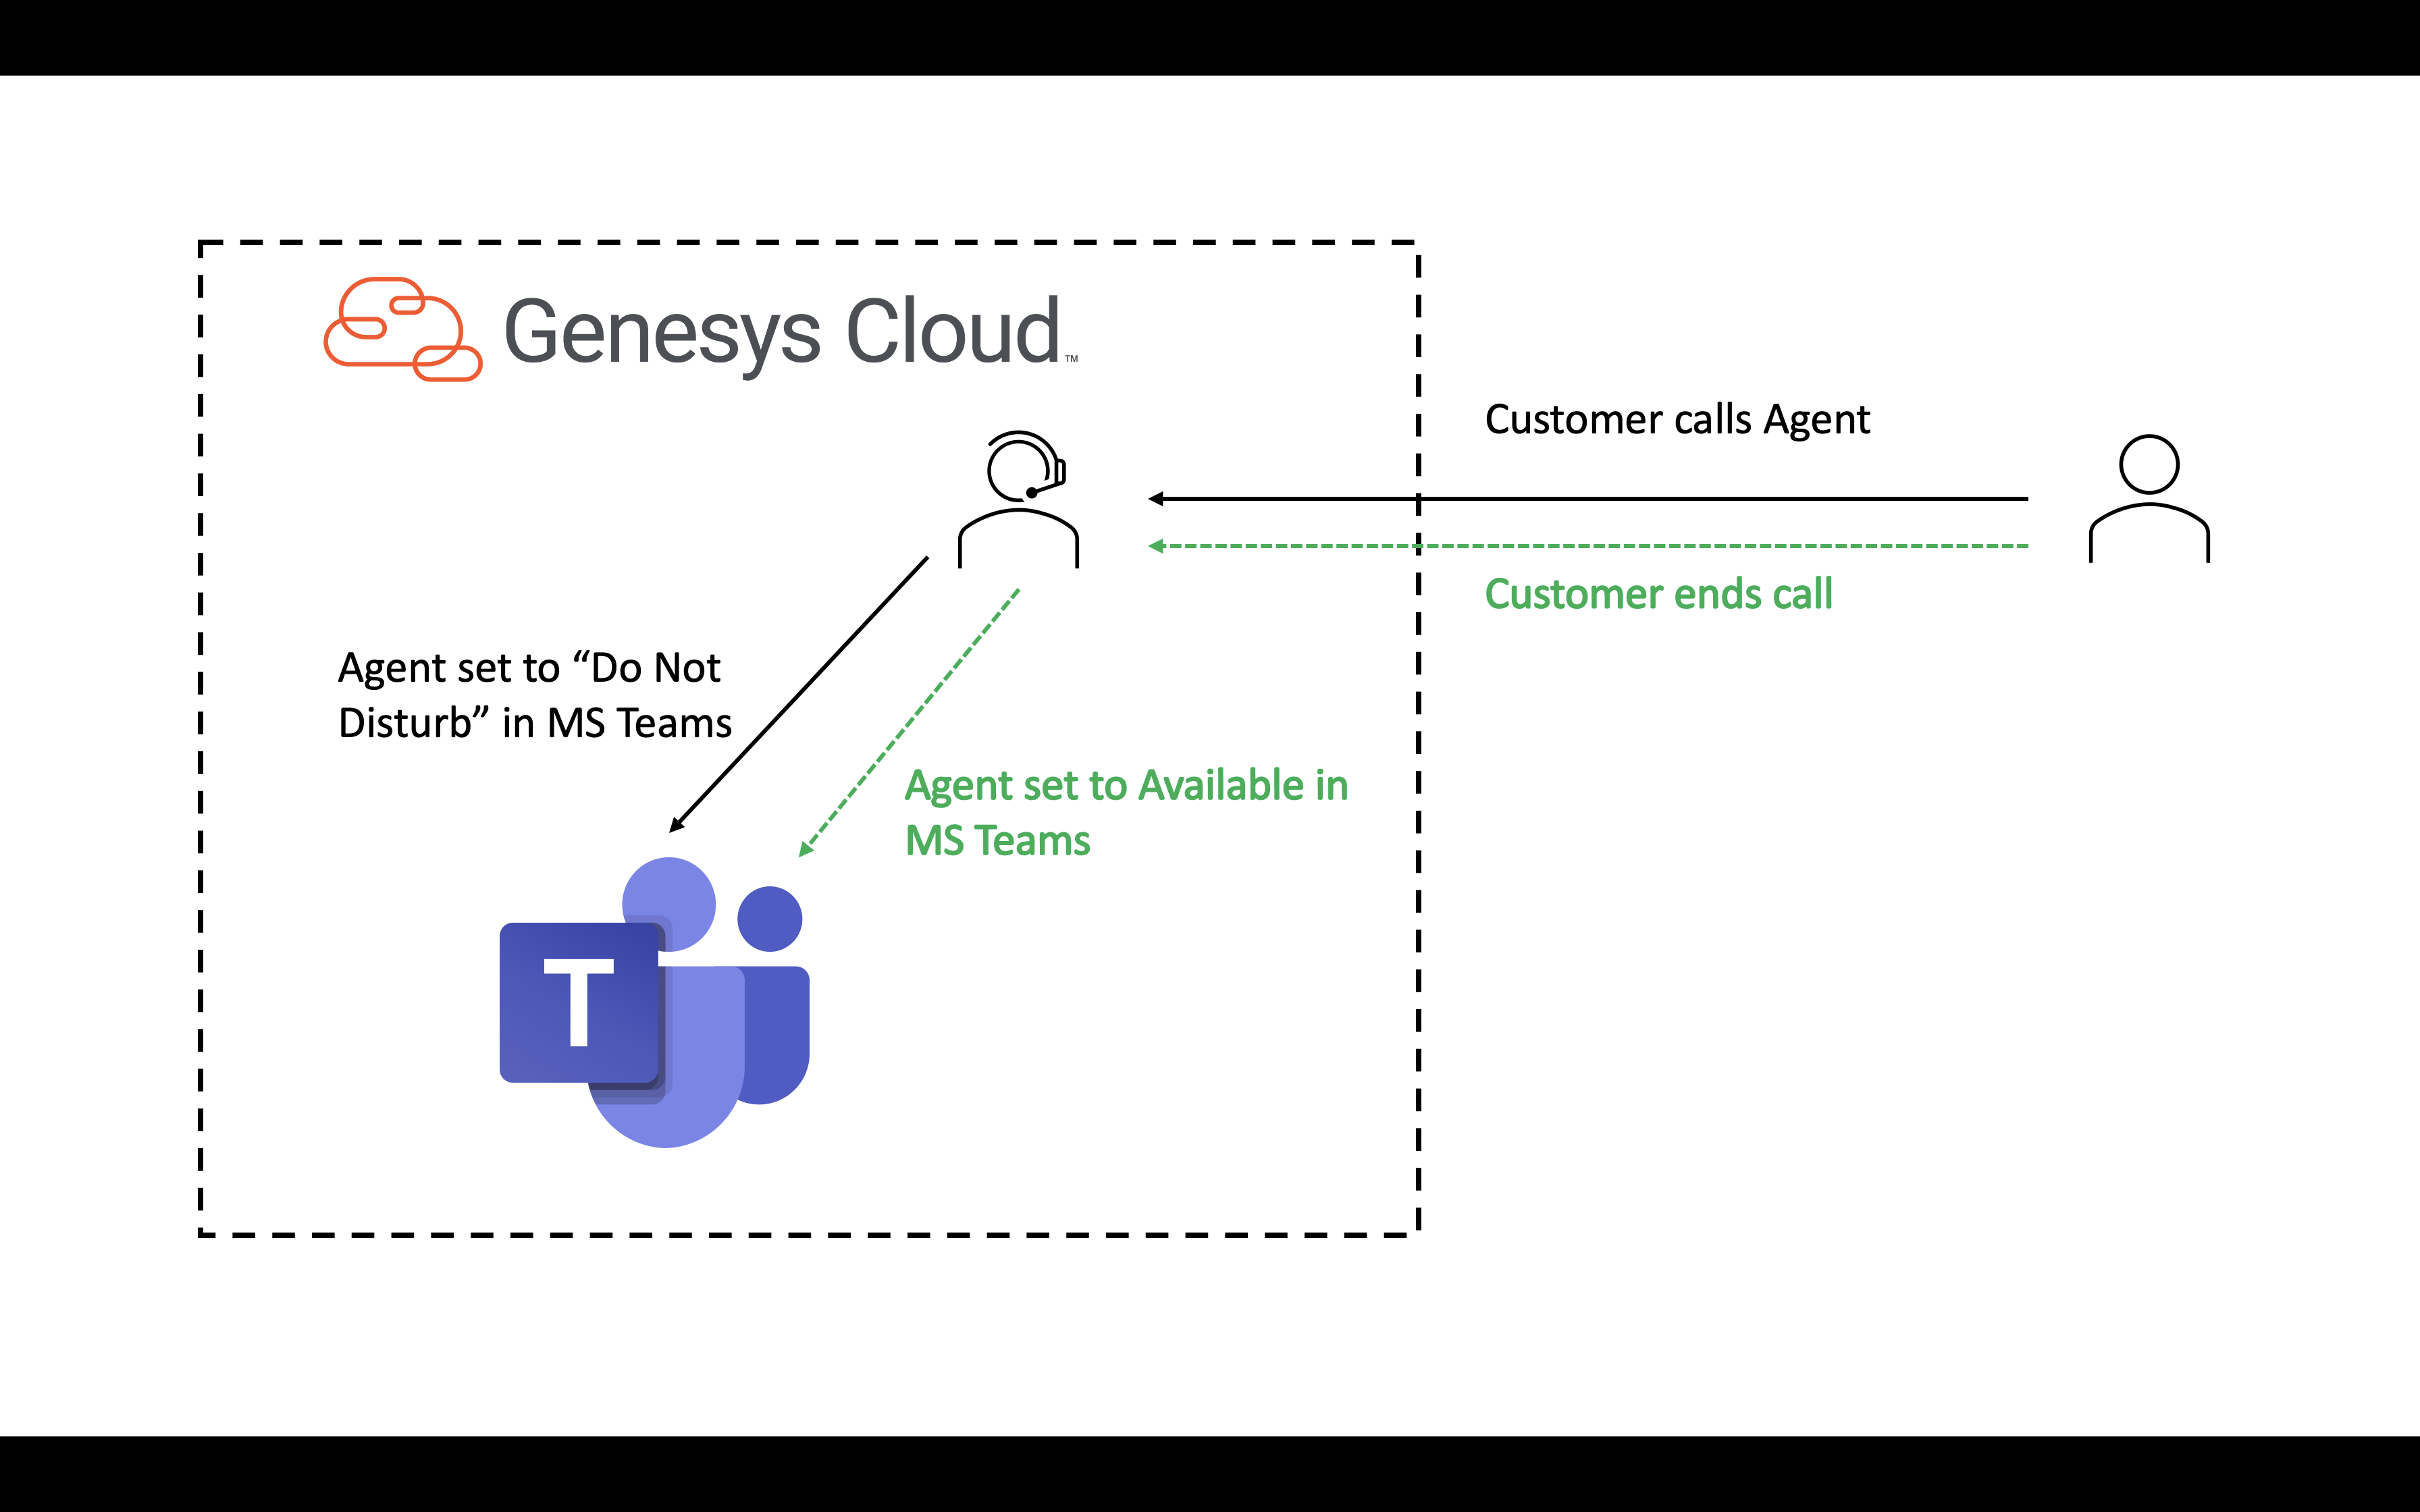 Genesys Cloud™
Customer calls Agent
Customer ends call
Agent set to “Do Not
Disturb” in MS Teams
Agent set to Available in
MS Teams
T